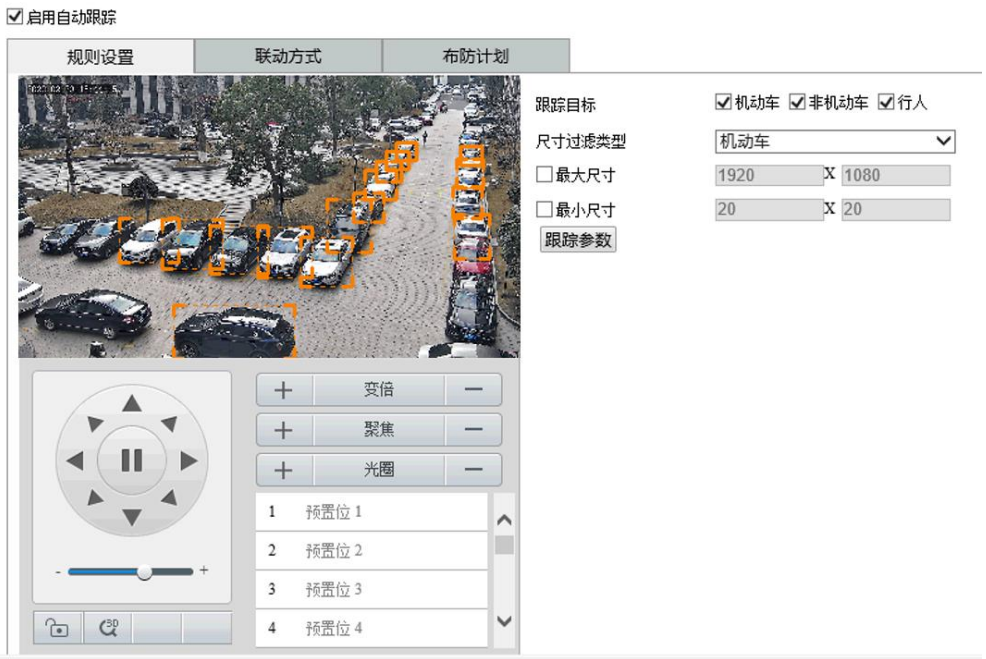 启用自动跟踪
规则设置 联动方式 布防计划
跟踪目标 机动车 非机动车 行人
尺寸过滤类型 机动车
最大尺寸 1920 X 1080
最小尺寸 20 X 20
跟踪参数
+ 变倍 —
+ 聚焦 —
+ 光圈 —
1 预置位 1
2 预置位 2
3 预置位 3
4 预置位 4
- +
3D